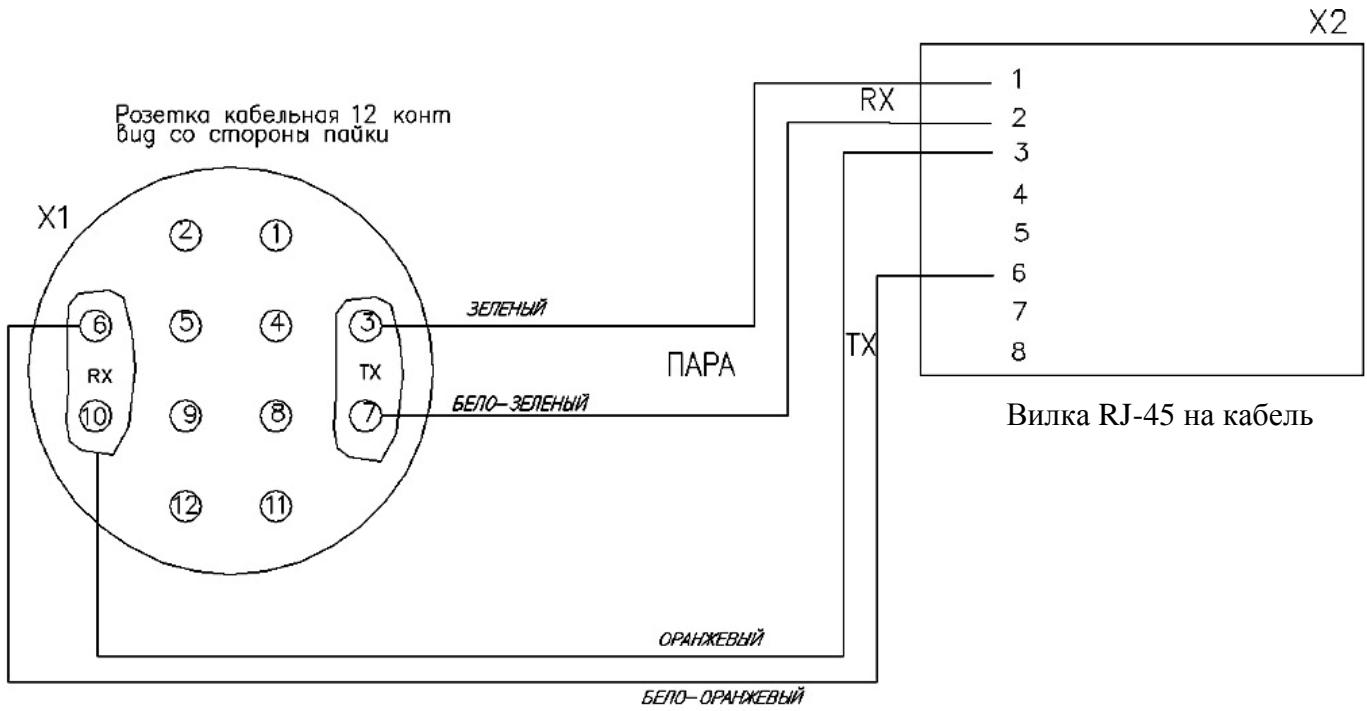 X2
1
RX
2
3
4
5
6
7
TX
8
Вилка RJ-45 на кабель
Розетка кабельная 12 конт
вид со стороны пайки
X1
2 1
6 5 4 3
RX TX
10 9 8 7
12 11
ЗЕЛЕНЫЙ
ПАРА
БЕЛО-ЗЕЛЕНЫЙ
ОРАНЖЕВЫЙ
БЕЛО-ОРАНЖЕВЫЙ